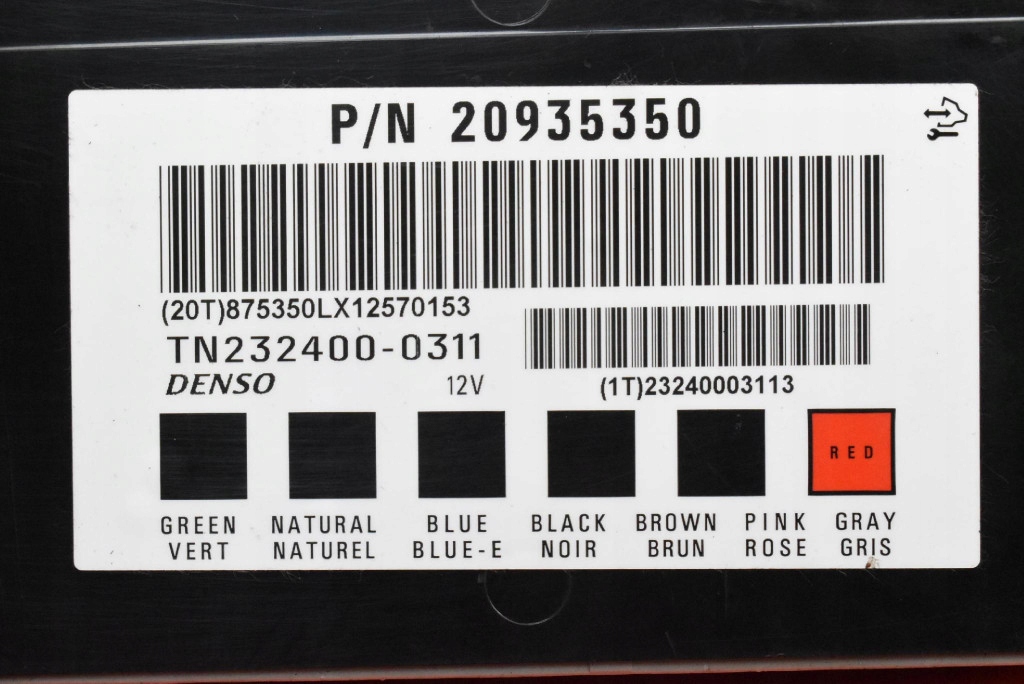 P/N 20935350
(20T)875350LX12570153
TN232400-0311
DENSO 12V
(1T)23240003113
RED
GREEN NATURAL BLUE BLACK BROWN PINK GRAY
VERT NATUREL BLUE-E NOIR BRUN ROSE GRIS